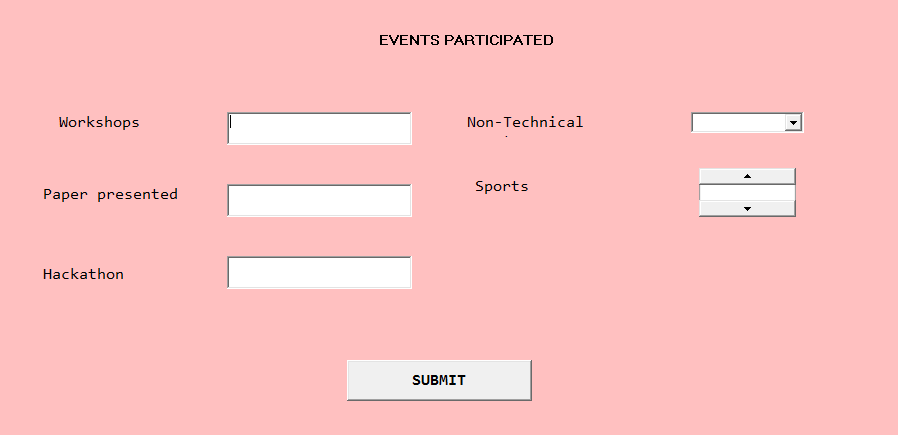 EVENTS PARTICIPATED
Workshops
Non-Technical
Paper presented
Sports
Hackathon
SUBMIT